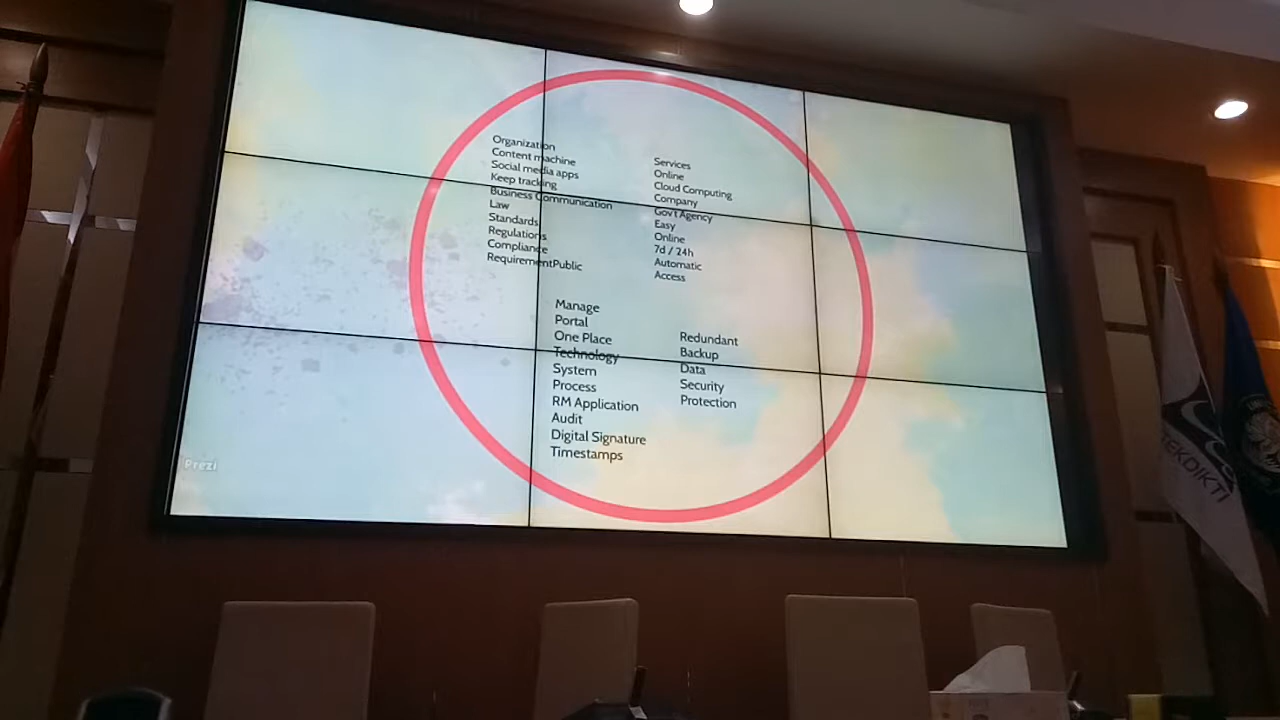 Organization
Content machine
Social media apps
Keep tracking
Business Communication
Law
Standards
Regulations
Compliance
RequirementPublic
Services
Online
Cloud Computing
Company
Gov't Agency
Easy
Online
7d / 24h
Automatic
Access
Manage
Portal
One Place
Technology
System
Process
RM Application
Audit
Digital Signature
Timestamps
Redundant
Backup
Data
Security
Protection
Prezi
TEKDIKTI